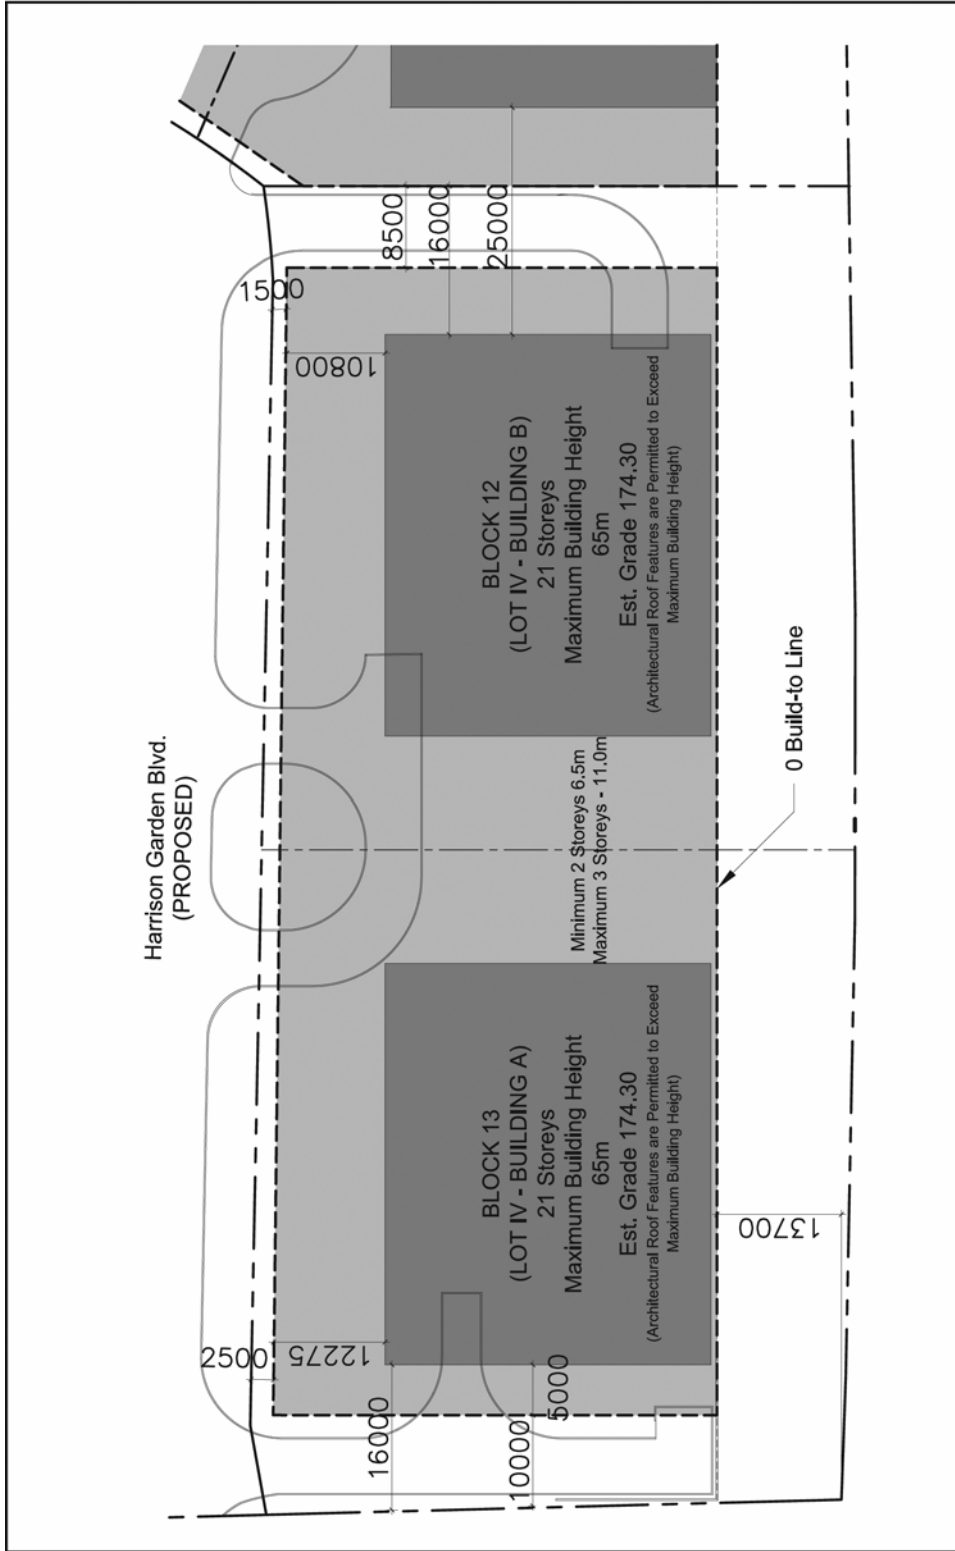 Harrison Garden Blvd.
(PROPOSED)
1500
10800
8500
16000
25000
BLOCK 12
(LOT IV - BUILDING B)
21 Storeys
Maximum Building Height
65m
Est. Grade 174.30
(Architectural Roof Features are Permitted to Exceed
Maximum Building Height)
Minimum 2 Storeys 6.5m
Maximum 3 Storeys - 11.0m
0 Build-to Line
BLOCK 13
(LOT IV - BUILDING A)
21 Storeys
Maximum Building Height
65m
Est. Grade 174.30
(Architectural Roof Features are Permitted to Exceed
Maximum Building Height)
13700
2500
12275
16000
10000
5000